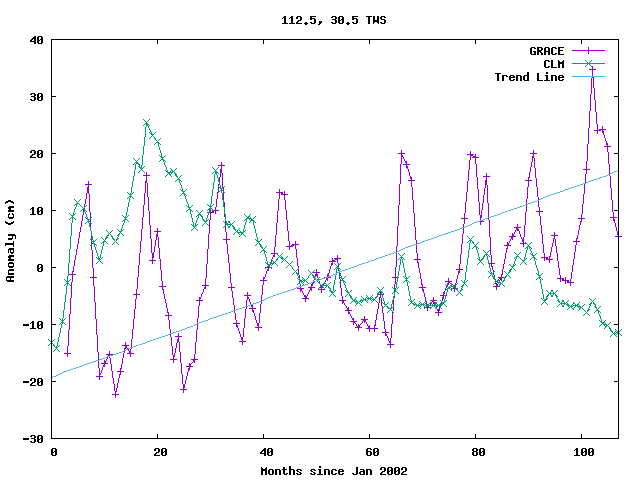 112.5, 30.5 TWS
GRACE
CLM
Trend Line
40
30
20
10
0
-10
-20
-30
Anomaly (cm)
0 20 40 60 80 100
Months since Jan 2002